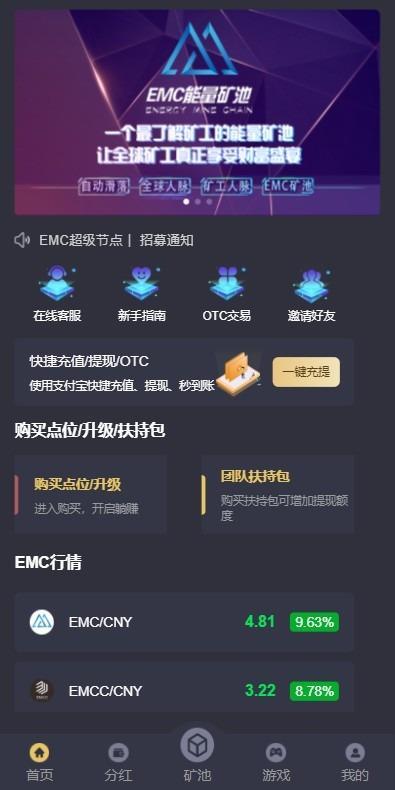 EMC能量矿池
ENERGY MINE CHAIN
一个最了解矿工的能量矿池
让全球矿工真正享受财富盛宴
自动滑落 全球人脉 矿工人脉 EMC矿池
EMC超级节点丨 招募通知
在线客服 新手指南 OTC交易 邀请好友
快捷充值/提现/OTC
使用支付宝快捷充值、提现、秒到账
一键充提
购买点位/升级/扶持包
购买点位/升级
进入购买，开启躺赚
团队扶持包
购买扶持包可增加提现额
度
EMC行情
EMC/CNY 4.81 9.63%
EMCC/CNY 3.22 8.78%
首页 分红 矿池 游戏 我的